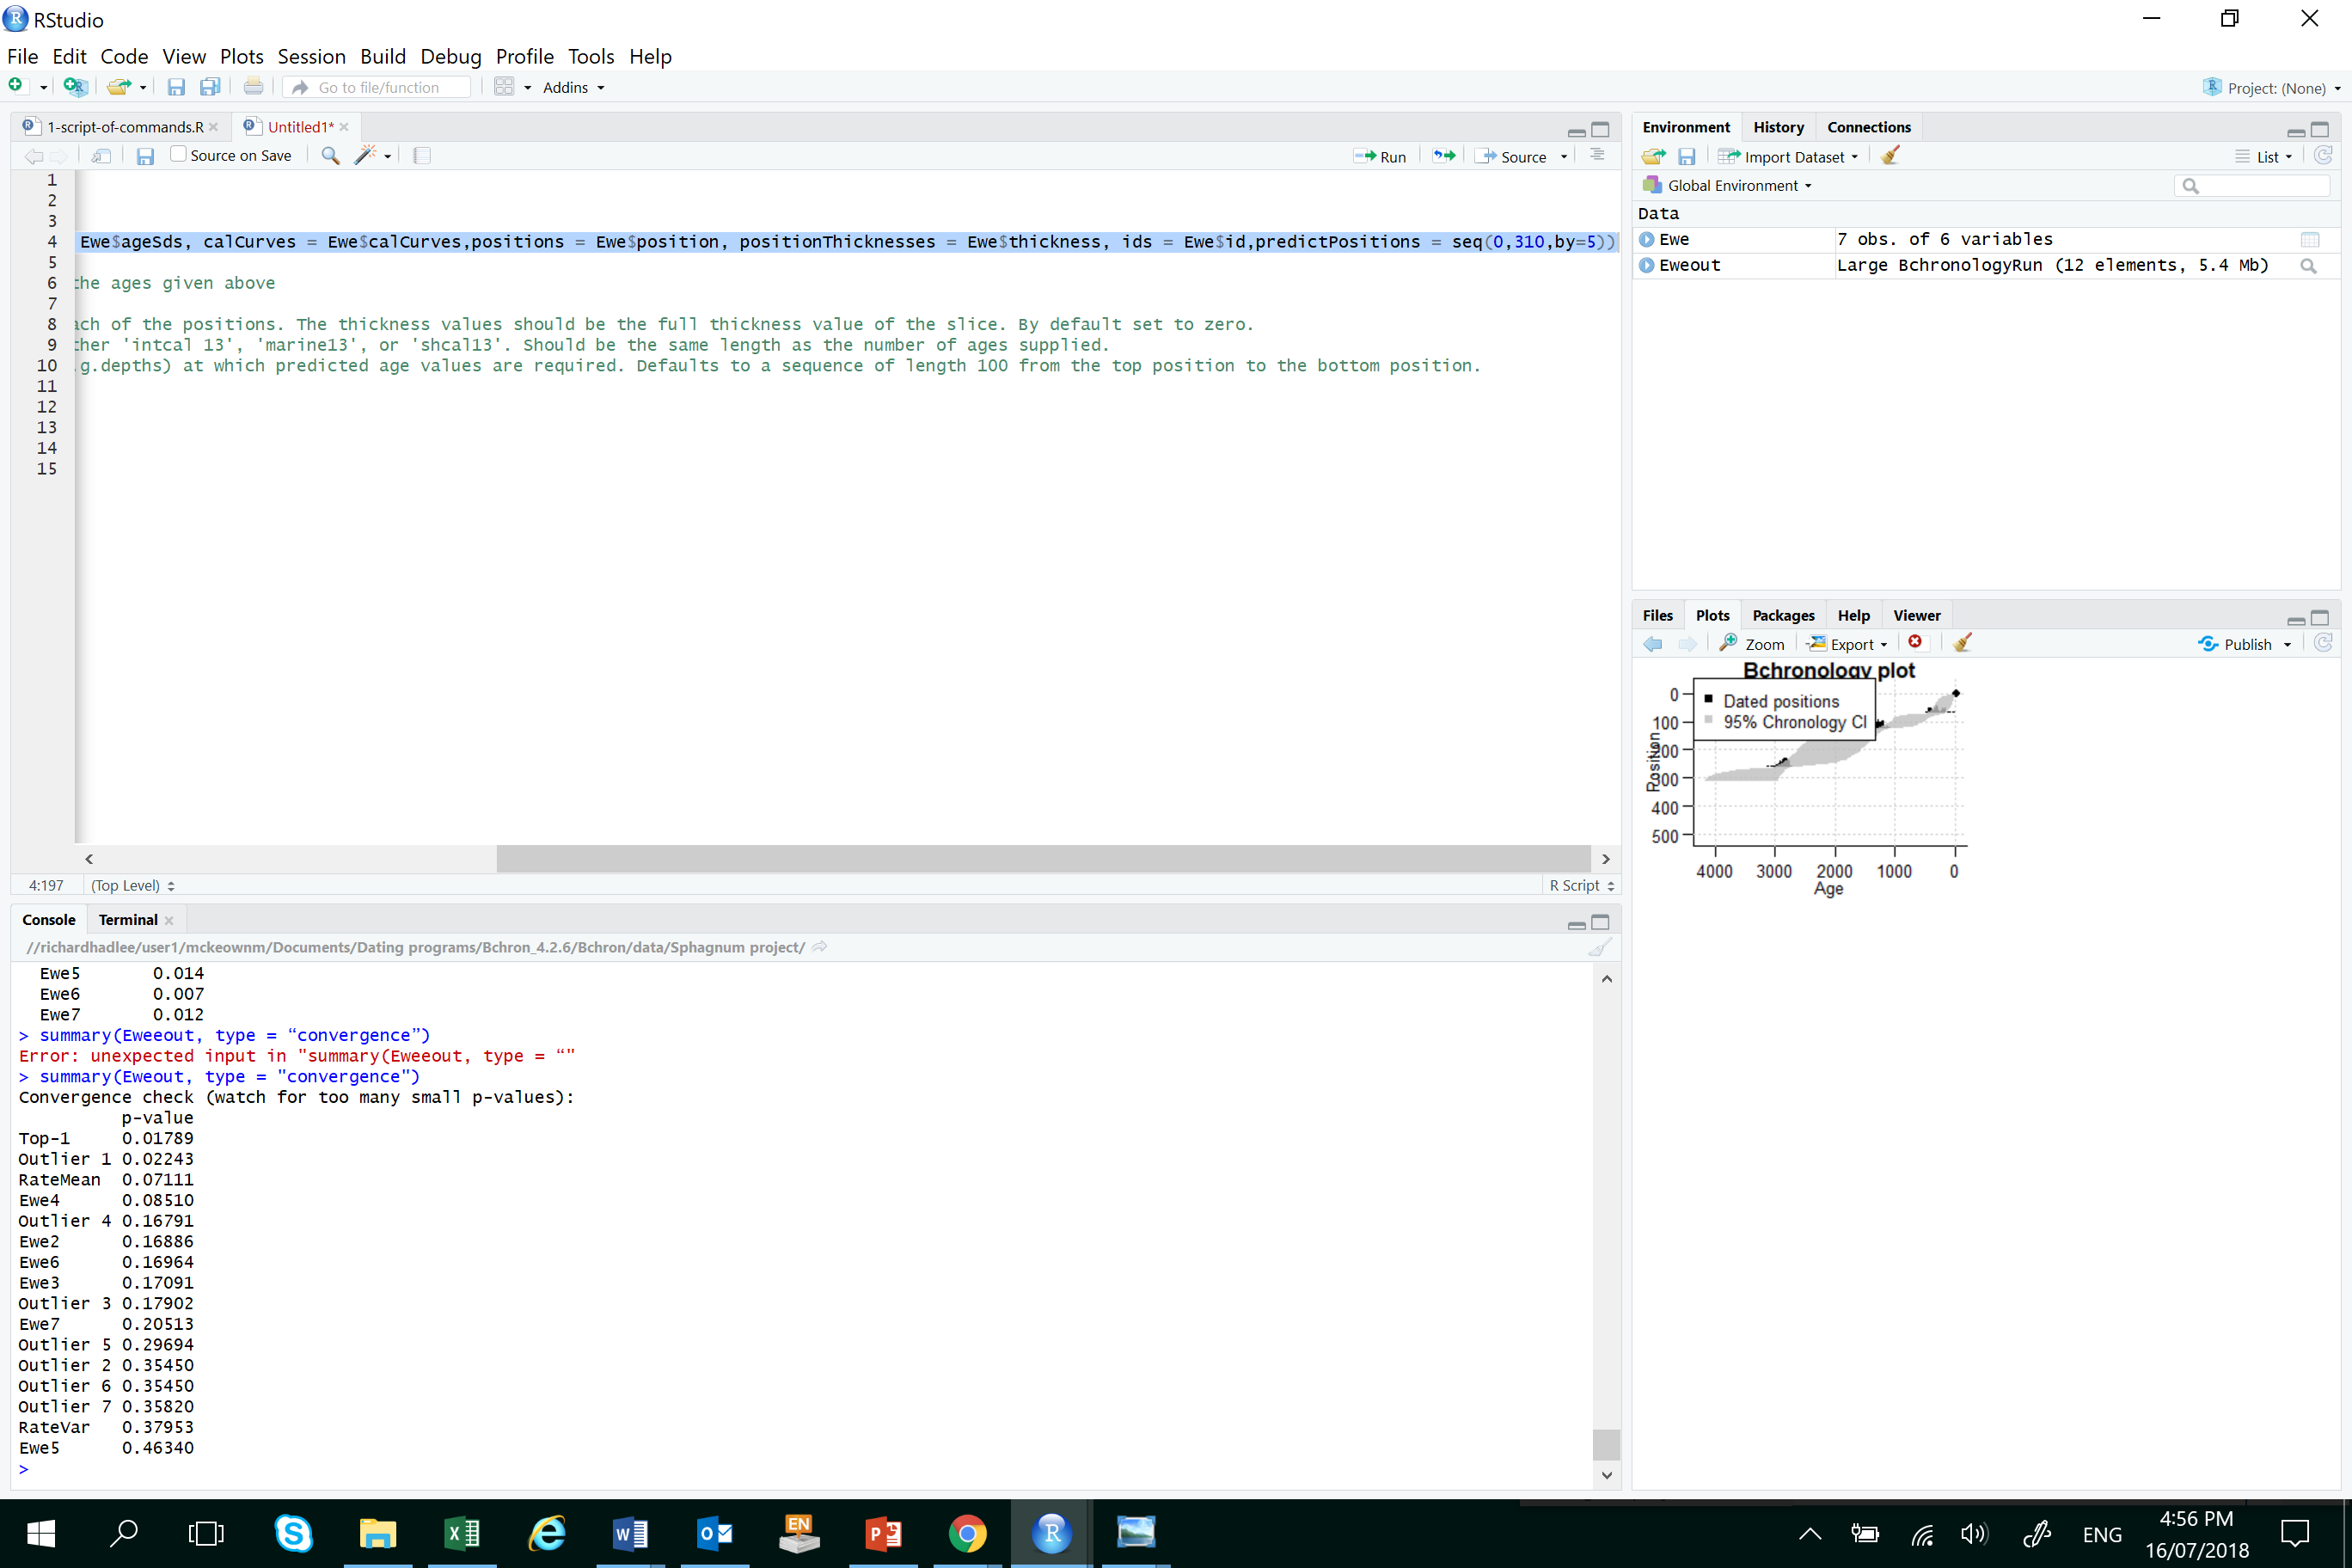 RStudio
File Edit Code View Plots Session Build Debug Profile Tools Help
Go to file/function Addins Project: (None)
1-script-of-commands.R Untitled1*
Source on Save Run Source
1
2
3
4 Ewe$ageSds, calCurves = Ewe$calCurves,positions = Ewe$position, positionThicknesses = Ewe$thickness, ids = Ewe$id,predictPositions = seq(0,310,by=5))
5
6 the ages given above
7
8 ach of the positions. The thickness values should be the full thickness value of the slice. By default set to zero.
9 ther 'intcal 13', 'marine13', or 'shcal13'. Should be the same length as the number of ages supplied.
10 .g.depths) at which predicted age values are required. Defaults to a sequence of length 100 from the top position to the bottom position.
11
12
13
14
15
4:197 (Top Level) R Script
Console Terminal
//richardhadlee/user1/mckeownm/Documents/Dating programs/Bchron_4.2.6/Bchron/data/Sphagnum project/
Ewe5 0.014
Ewe6 0.007
Ewe7 0.012
> summary(Eweeout, type = “convergence”)
Error: unexpected input in "summary(Eweeout, type = “"
> summary(Eweout, type = "convergence")
Convergence check (watch for too many small p-values):
p-value
Top-1 0.01789
Outlier 1 0.02243
RateMean 0.07111
Ewe4 0.08510
Outlier 4 0.16791
Ewe2 0.16886
Ewe6 0.16964
Ewe3 0.17091
Outlier 3 0.17902
Ewe7 0.20513
Outlier 5 0.29694
Outlier 2 0.35450
Outlier 6 0.35450
Outlier 7 0.35820
RateVar 0.37953
Ewe5 0.46340
>
Environment History Connections
Import Dataset List
Global Environment
Data
Ewe 7 obs. of 6 variables
Eweout Large BchronologyRun (12 elements, 5.4 Mb)
Files Plots Packages Help Viewer
Zoom Export Publish
Bchronology plot
Dated positions
95% Chronology CI
Position
0
100
200
300
400
500
4000 3000 2000 1000 0
Age
ENG
4:56 PM
16/07/2018